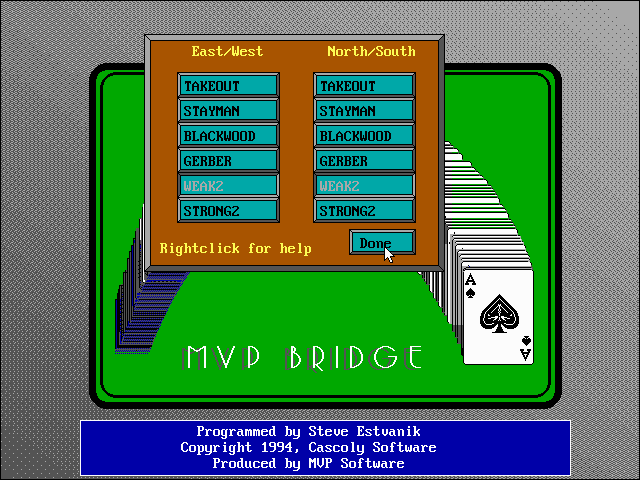 East/West North/South
TAKEOUT TAKEOUT
STAYMAN STAYMAN
BLACKWOOD BLACKWOOD
GERBER GERBER
WEAK2 WEAK2
STRONG2 STRONG2
Rightclick for help Done
A
A
MVP BRIDGE
Programmed by Steve Estvanik
Copyright 1994, Cascoly Software
Produced by MVP Software